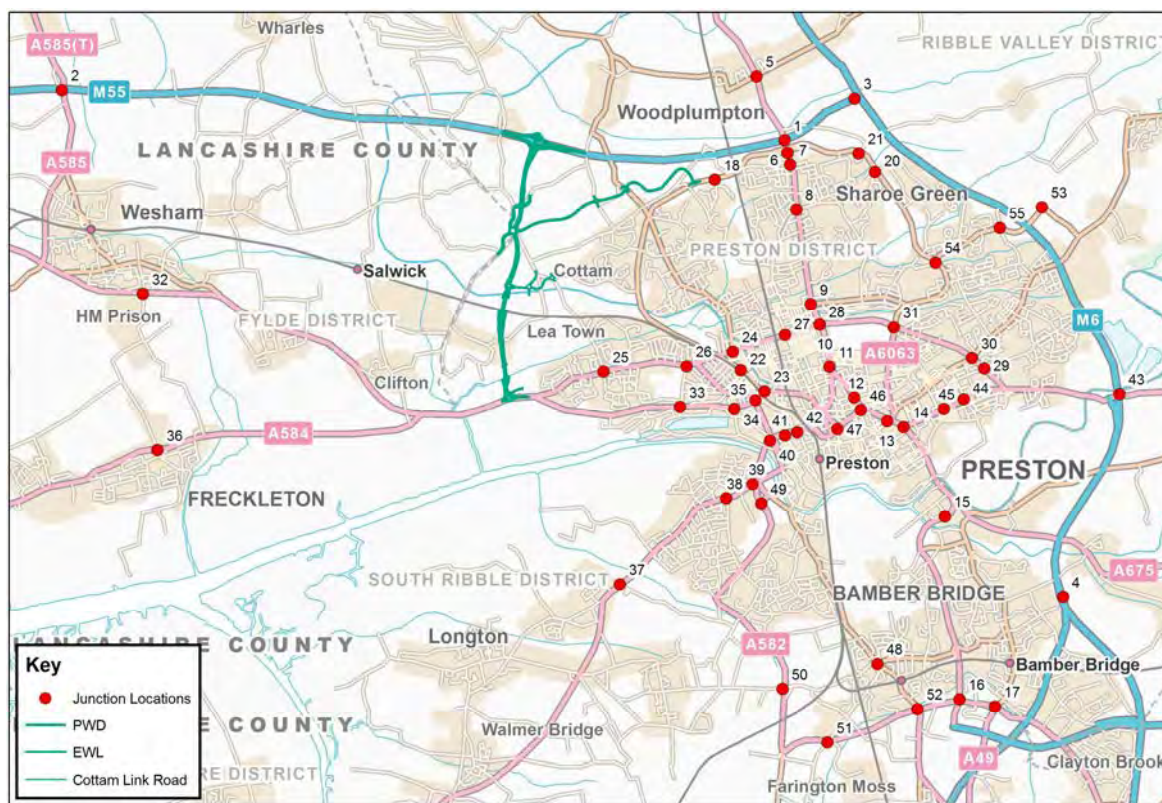 Wharles
RIBBLE VALLEY DISTRICT
A585(T)
2
M55
5
3
Woodplumpton
1
LANCASHIRE COUNTY
7
6
21
20
A585
18
Sharoe Green
53
Wesham
8
55
PRESTON DISTRICT
54
Salwick
Cottam
32
9
HM Prison
FYLDE DISTRICT
Lea Town
28
31
M6
27
24
10
A6063
30
22
11
29
26
25
Clifton
23
12
43
35
46
45
44
33
34
42
14
A584
41
47
13
36
40
Preston
PRESTON
FRECKLETON
39
38
49
15
A675
SOUTH RIBBLE DISTRICT
37
BAMBER BRIDGE
4
LANCASHIRE COUNTY
Longton
A582
48
Bamber Bridge
Key
50
16
17
Junction Locations
52
PWD
COUNTY
Walmer Bridge
51
EWL
A49
Clayton Brook
Cottam Link Road
RE DISTRICT
Farington Moss